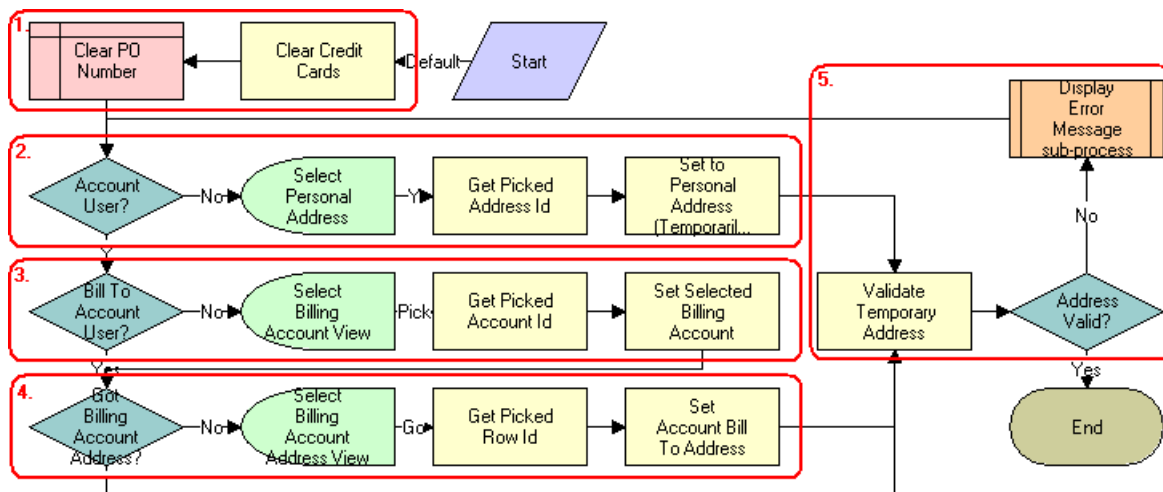 1.
Clear PO
Number
Clear Credit
Cards
Default
Start
5.
Display
Error
Message
sub-process
2.
Account
User?
No
Select
Personal
Address
Y
Get Picked
Address Id
Set to
Personal
Address
(Temporaril...
No
Y
3.
Bill To
Account
User?
No
Select
Billing
Account View
Pick
Get Picked
Account Id
Set Selected
Billing
Account
Validate
Temporary
Address
Address
Valid?
Yes
4.
Got
Billing
Account
Address?
No
Select
Billing
Account
Address View
Go
Get Picked
Row Id
Set
Account Bill
To Address
End